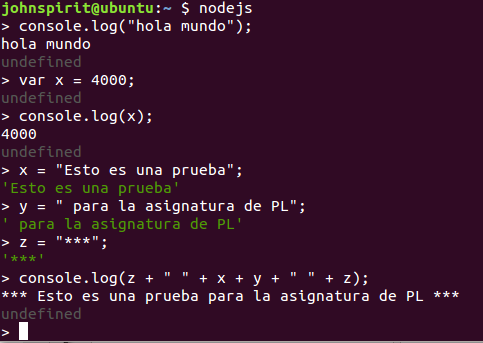 johnspirit@ubuntu:~ $ nodejs
> console.log("hola mundo");
hola mundo
undefined
> var x = 4000;
undefined
> console.log(x);
4000
undefined
> x = "Esto es una prueba";
'Esto es una prueba'
> y = " para la asignatura de PL";
' para la asignatura de PL'
> z = "***";
'***'
> console.log(z + " " + x + y + " " + z);
*** Esto es una prueba para la asignatura de PL ***
undefined
>